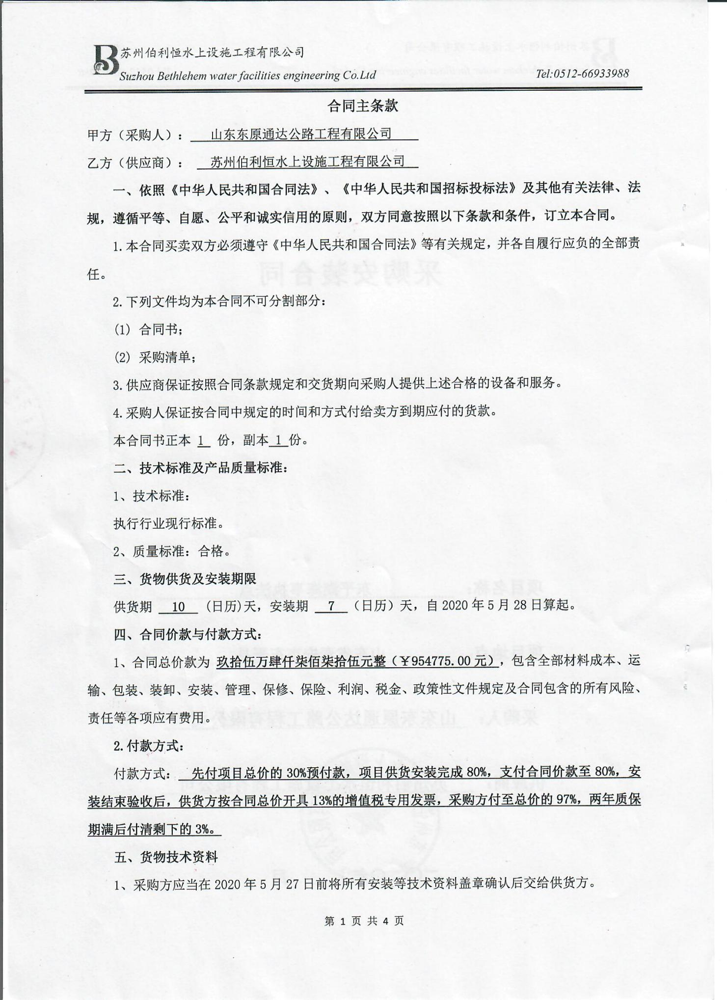 苏州伯利恒水上设施工程有限公司
Suzhou Bethlehem water facilities engineering Co.Ltd
Tel:0512-66933988
合同主条款
甲方（采购人）： 山东东原通达公路工程有限公司
乙方（供应商）： 苏州伯利恒水上设施工程有限公司
一、依照《中华人民共和国合同法》、《中华人民共和国招标投标法》及其他有关法律、法
规，遵循平等、自愿、公平和诚实信用的原则，双方同意按照以下条款和条件，订立本合同。
1.本合同买卖双方必须遵守《中华人民共和国合同法》等有关规定，并各自履行应负的全部责
任。
2.下列文件均为本合同不可分割部分：
(1) 合同书；
(2) 采购清单；
3.供应商保证按照合同条款规定和交货期向采购人提供上述合格的设备和服务。
4.采购人保证按合同中规定的时间和方式付给卖方到期应付的货款。
本合同书正本 1 份，副本 1 份。
二、技术标准及产品质量标准：
1、技术标准：
执行行业现行标准。
2、质量标准：合格。
三、货物供货及安装期限
供货期 10 (日历)天，安装期 7 （日历）天，自 2020 年 5 月 28 日算起。
四、合同价款与付款方式：
1、合同总价款为 玖拾伍万肆仟柒佰柒拾伍元整（￥954775.00 元），包含全部材料成本、运
输、包装、装卸、安装、管理、保修、保险、利润、税金、政策性文件规定及合同包含的所有风险、
责任等各项应有费用。
2.付款方式：
付款方式： 先付项目总价的 30%预付款，项目供货安装完成 80%，支付合同价款至 80%，安
装结束验收后，供货方按合同总价开具 13%的增值税专用发票，采购方付至总价的 97%，两年质保
期满后付清剩下的 3%。
五、货物技术资料
1、采购方应当在 2020 年 5 月 27 日前将所有安装等技术资料盖章确认后交给供货方。
第 1 页 共 4 页